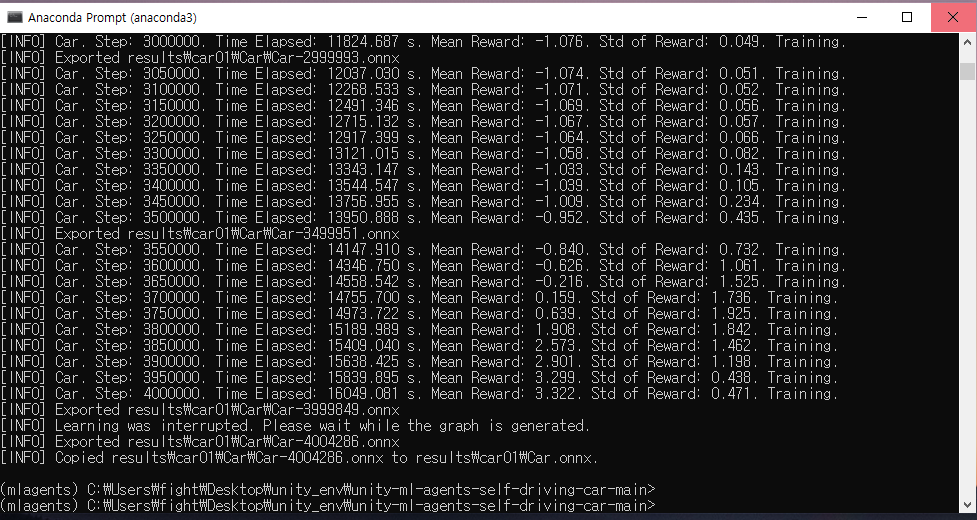 Anaconda Prompt (anaconda3)
[INFO] Car. Step: 3000000. Time Elapsed: 11824.687 s. Mean Reward: -1.076. Std of Reward: 0.049. Training.
[INFO] Exported results₩car01₩Car₩Car-2999993.onnx
[INFO] Car. Step: 3050000. Time Elapsed: 12037.030 s. Mean Reward: -1.074. Std of Reward: 0.051. Training.
[INFO] Car. Step: 3100000. Time Elapsed: 12268.533 s. Mean Reward: -1.071. Std of Reward: 0.052. Training.
[INFO] Car. Step: 3150000. Time Elapsed: 12491.346 s. Mean Reward: -1.069. Std of Reward: 0.056. Training.
[INFO] Car. Step: 3200000. Time Elapsed: 12715.132 s. Mean Reward: -1.067. Std of Reward: 0.057. Training.
[INFO] Car. Step: 3250000. Time Elapsed: 12917.399 s. Mean Reward: -1.064. Std of Reward: 0.066. Training.
[INFO] Car. Step: 3300000. Time Elapsed: 13121.015 s. Mean Reward: -1.058. Std of Reward: 0.082. Training.
[INFO] Car. Step: 3350000. Time Elapsed: 13343.147 s. Mean Reward: -1.033. Std of Reward: 0.143. Training.
[INFO] Car. Step: 3400000. Time Elapsed: 13544.547 s. Mean Reward: -1.039. Std of Reward: 0.105. Training.
[INFO] Car. Step: 3450000. Time Elapsed: 13756.955 s. Mean Reward: -1.009. Std of Reward: 0.234. Training.
[INFO] Car. Step: 3500000. Time Elapsed: 13950.888 s. Mean Reward: -0.952. Std of Reward: 0.435. Training.
[INFO] Exported results₩car01₩Car₩Car-3499951.onnx
[INFO] Car. Step: 3550000. Time Elapsed: 14147.910 s. Mean Reward: -0.840. Std of Reward: 0.732. Training.
[INFO] Car. Step: 3600000. Time Elapsed: 14346.750 s. Mean Reward: -0.626. Std of Reward: 1.061. Training.
[INFO] Car. Step: 3650000. Time Elapsed: 14558.542 s. Mean Reward: -0.216. Std of Reward: 1.525. Training.
[INFO] Car. Step: 3700000. Time Elapsed: 14755.700 s. Mean Reward: 0.159. Std of Reward: 1.736. Training.
[INFO] Car. Step: 3750000. Time Elapsed: 14973.722 s. Mean Reward: 0.639. Std of Reward: 1.925. Training.
[INFO] Car. Step: 3800000. Time Elapsed: 15189.989 s. Mean Reward: 1.908. Std of Reward: 1.842. Training.
[INFO] Car. Step: 3850000. Time Elapsed: 15409.040 s. Mean Reward: 2.573. Std of Reward: 1.462. Training.
[INFO] Car. Step: 3900000. Time Elapsed: 15638.425 s. Mean Reward: 2.901. Std of Reward: 1.198. Training.
[INFO] Car. Step: 3950000. Time Elapsed: 15839.895 s. Mean Reward: 3.299. Std of Reward: 0.438. Training.
[INFO] Car. Step: 4000000. Time Elapsed: 16049.081 s. Mean Reward: 3.322. Std of Reward: 0.471. Training.
[INFO] Exported results₩car01₩Car₩Car-3999849.onnx
[INFO] Learning was interrupted. Please wait while the graph is generated.
[INFO] Exported results₩car01₩Car₩Car-4004286.onnx
[INFO] Copied results₩car01₩Car₩Car-4004286.onnx to results₩car01₩Car.onnx.
(mlagents) C:₩Users₩fight₩Desktop₩unity_env₩unity-ml-agents-self-driving-car-main>
(mlagents) C:₩Users₩fight₩Desktop₩unity_env₩unity-ml-agents-self-driving-car-main>